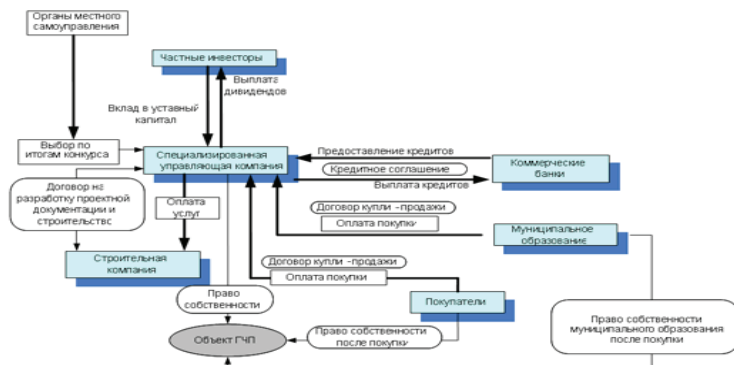 Органы местного
самоуправления
Частные инвесторы
Выплата
дивидендов
Вклад в уставный
капитал
Выбор по
итогам конкурса
Специализированная
управляющая компания
Предоставление кредитов
Кредитное соглашение
Выплата кредитов
Коммерческие
банки
Договор на
разработку проектной
документации и
строительство
Оплата
услуг
Договор купли -продажи
Оплата покупки
Муниципальное
образование
Строительная
компания
Договор купли -продажи
Оплата покупки
Право
собственности
Покупатели
Объект ГЧП
Право собственности
после покупки
Право собственности
муниципального образования
после покупки